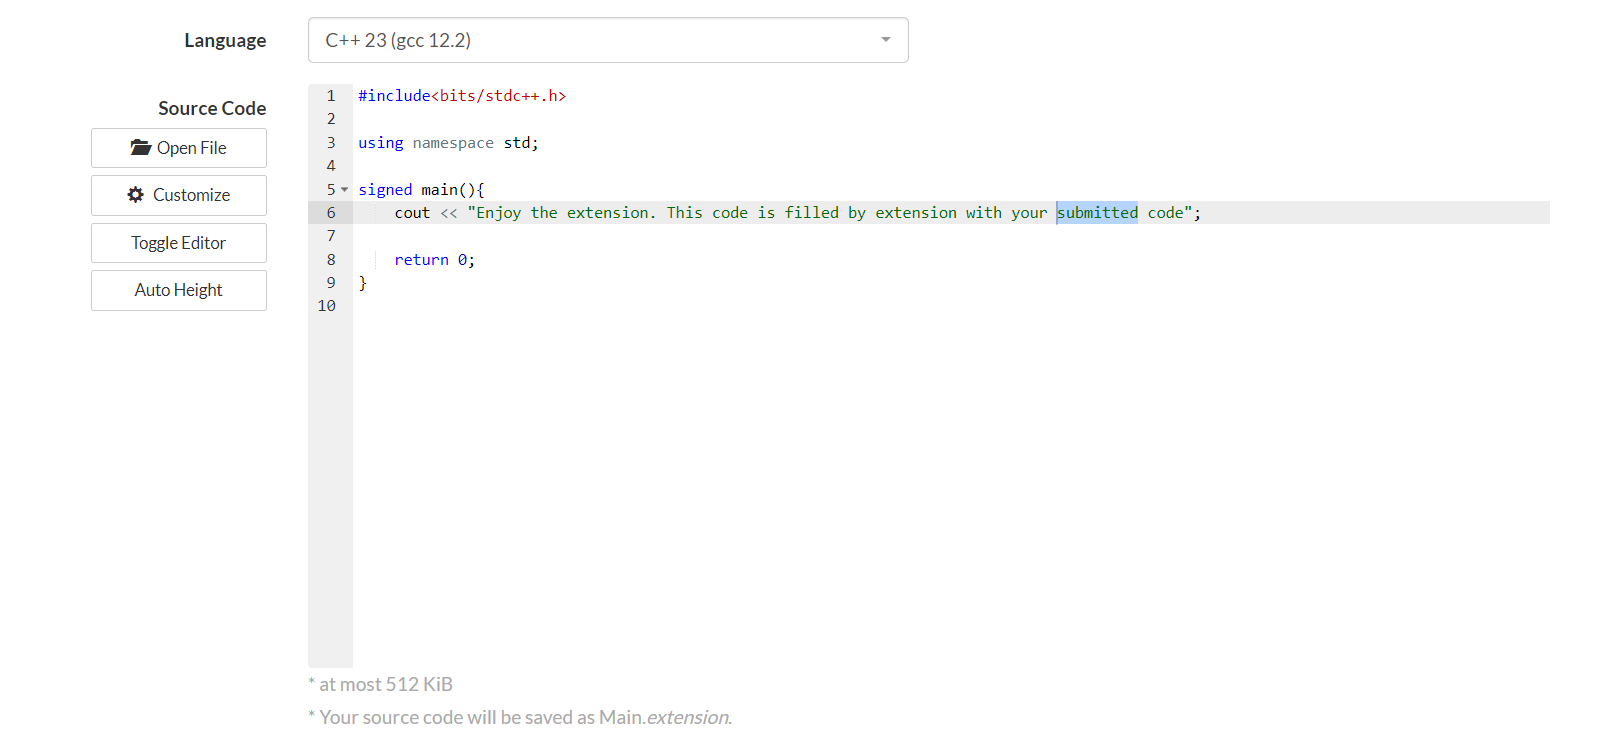 Language
C++ 23 (gcc 12.2)
Source Code
Open File
Customize
Toggle Editor
Auto Height
1 #include<bits/stdc++.h>
2
3 using namespace std;
4
5 signed main(){
6 cout << "Enjoy the extension. This code is filled by extension with your submitted code";
7
8 return 0;
9 }
10
* at most 512 KiB
* Your source code will be saved as Main.extension.